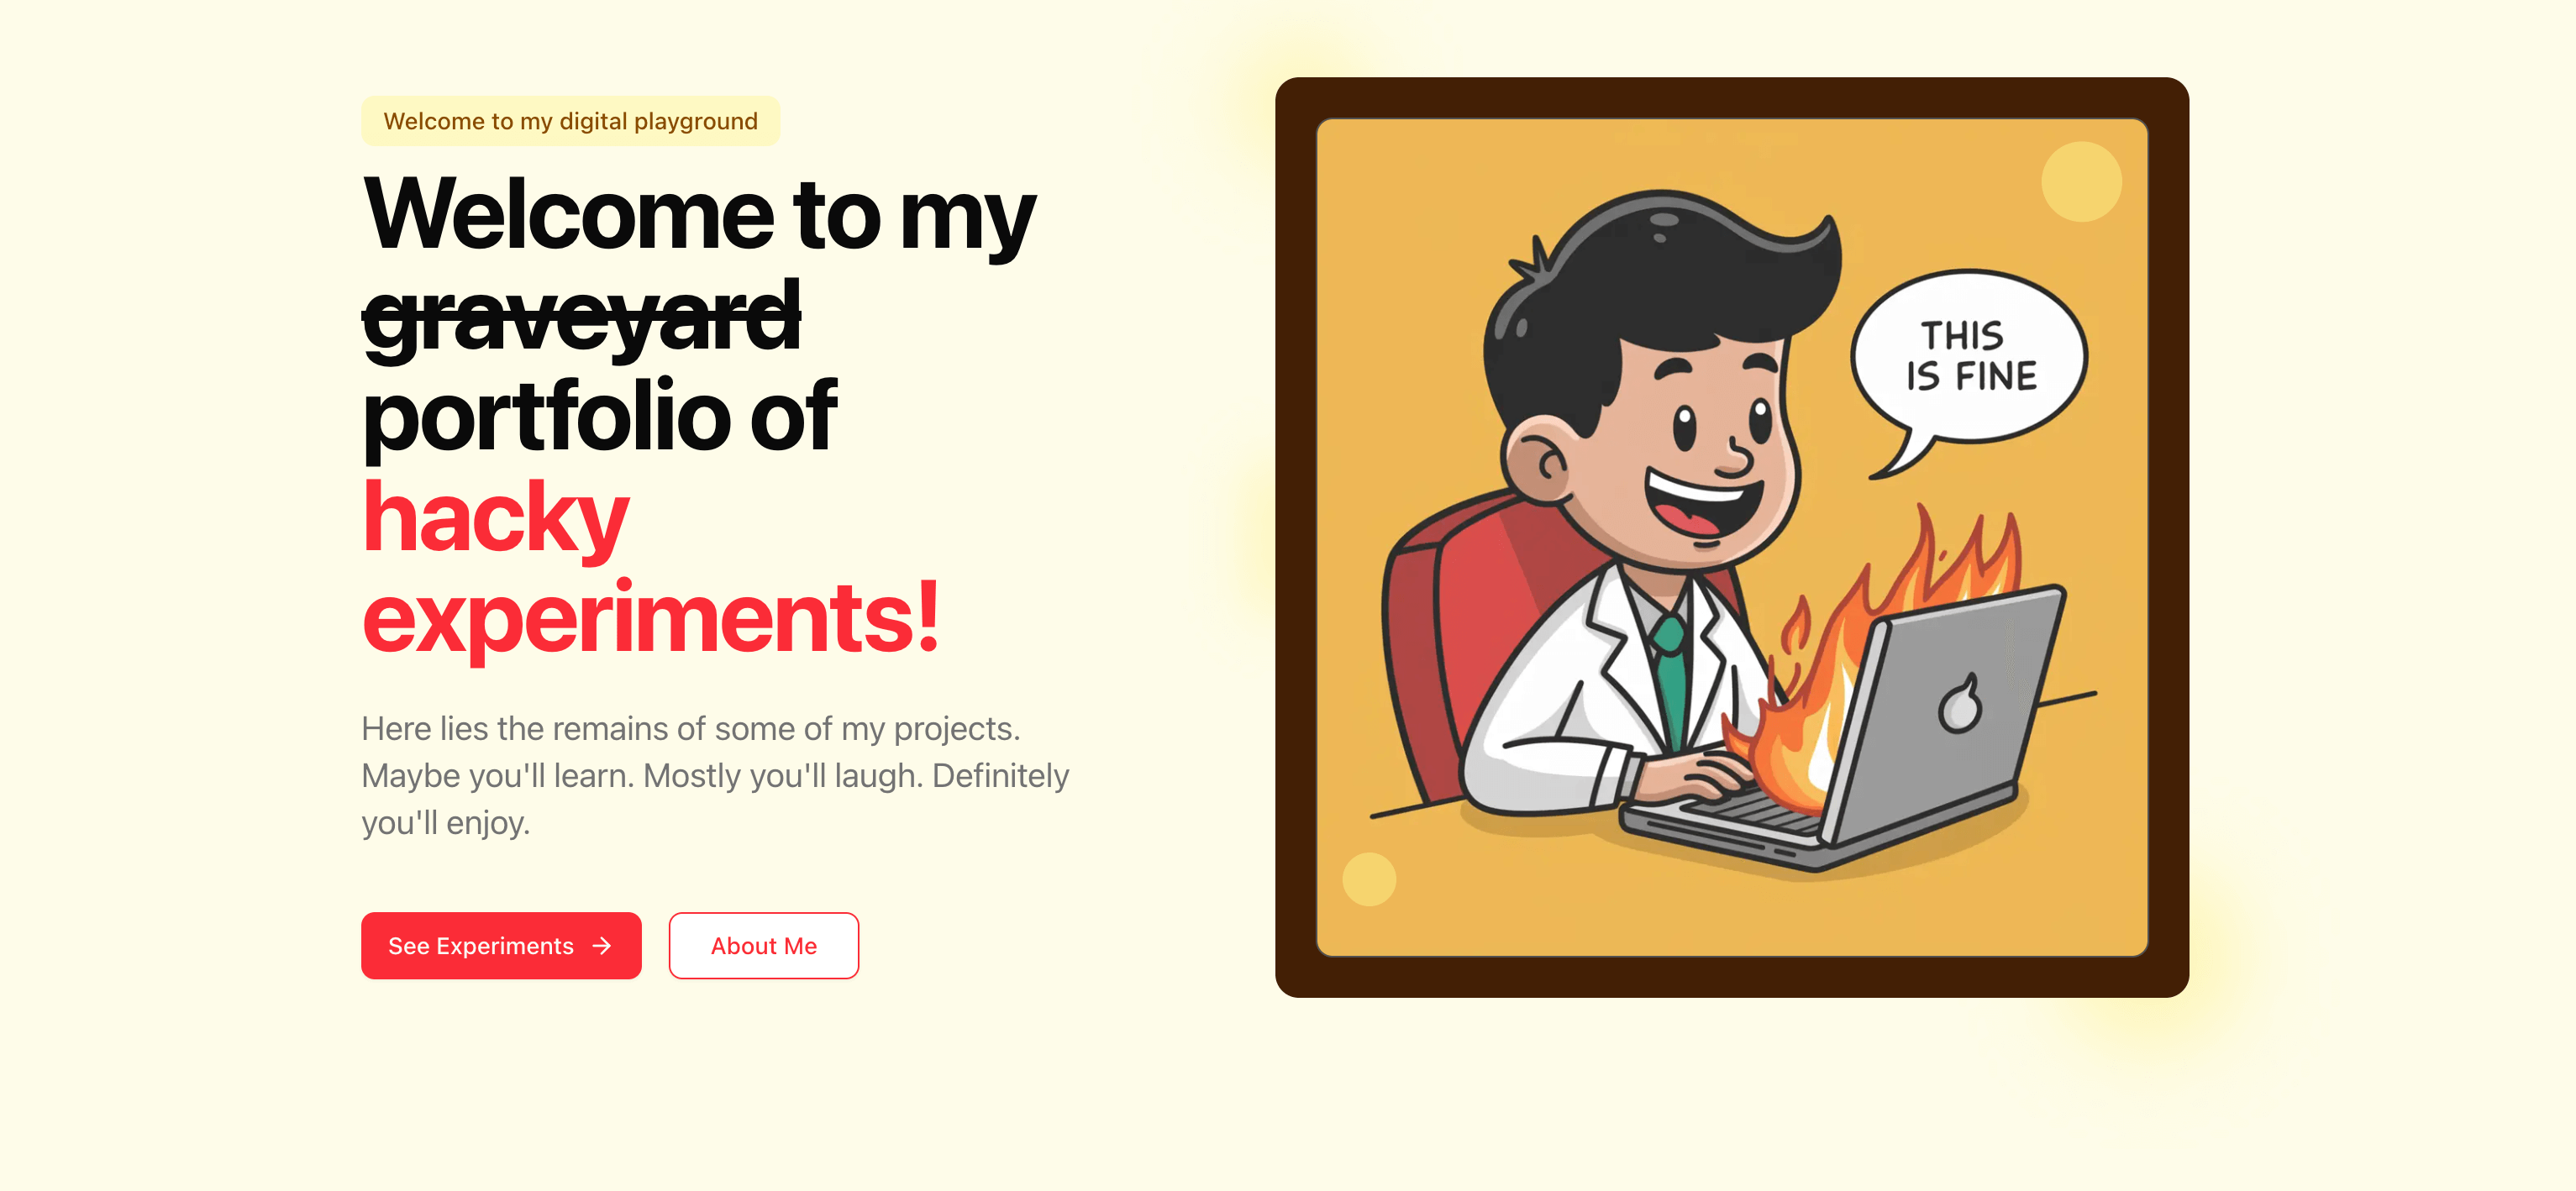 Welcome to my digital playground
Welcome to my
graveyard
portfolio of
hacky
experiments!
Here lies the remains of some of my projects.
Maybe you'll learn. Mostly you'll laugh. Definitely
you'll enjoy.
See Experiments →
About Me
THIS
IS FINE